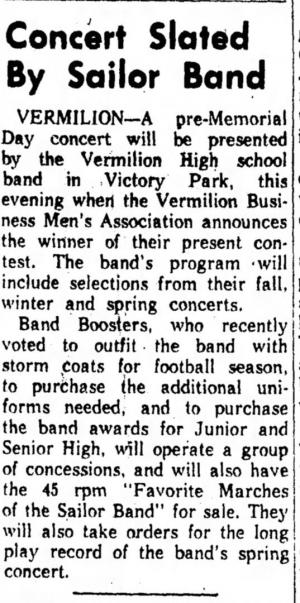 Concert Slated
By Sailor Band
VERMILION—A pre-Memorial
Day concert will be presented
by the Vermilion High school
band in Victory Park, this
evening when the Vermilion Busi-
ness Men's Association announces
the winner of their present con-
test. The band's program will
include selections from their fall,
winter and spring concerts.
Band Boosters, who recently
voted to outfit the band with
storm coats for football season,
to purchase the additional uni-
forms needed, and to purchase
the band awards for Junior and
Senior High, will operate a group
of concessions, and will also have
the 45 rpm "Favorite Marches
of the Sailor Band" for sale. They
will also take orders for the long
play record of the band's spring
concert.